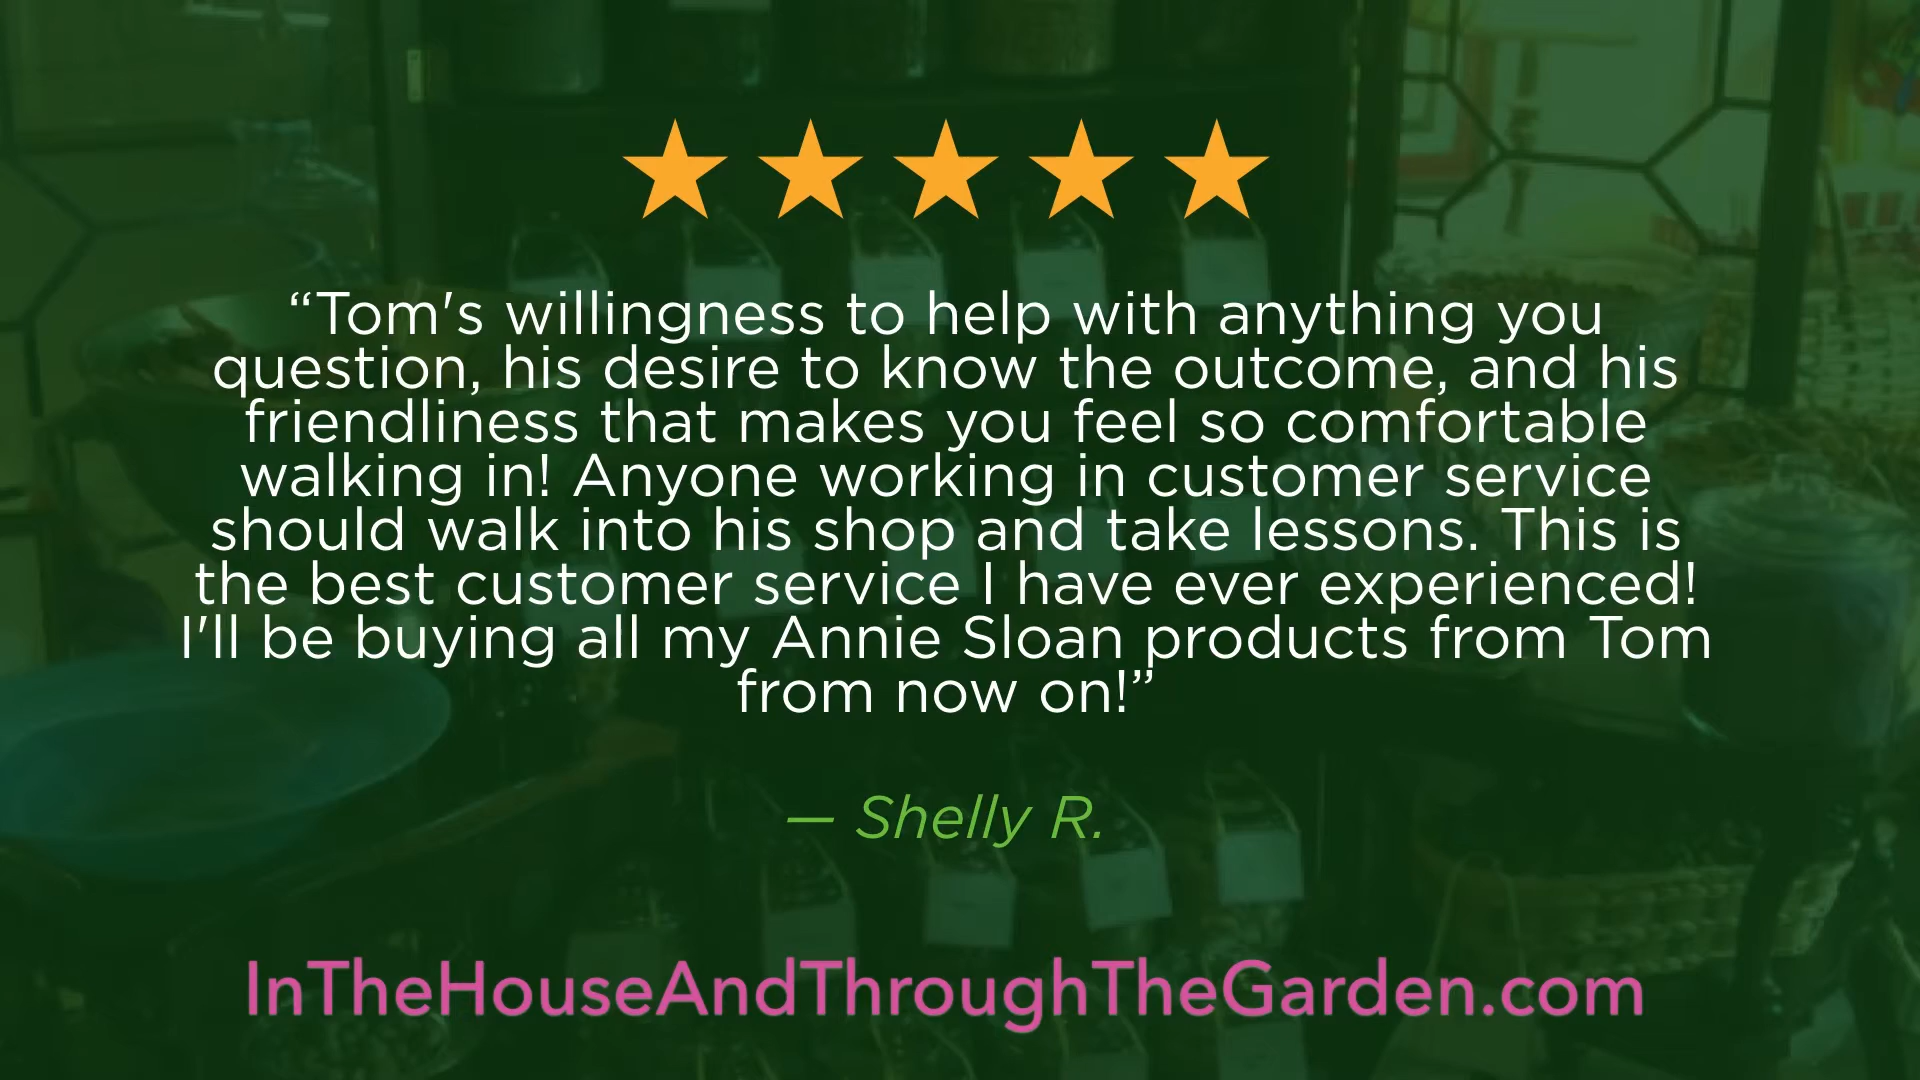 “Tom's willingness to help with anything you
question, his desire to know the outcome, and his
friendliness that makes you feel so comfortable
walking in! Anyone working in customer service
should walk into his shop and take lessons. This is
the best customer service I have ever experienced!
I'll be buying all my Annie Sloan products from Tom
from now on!”
— Shelly R.
InTheHouseAndThroughTheGarden.com